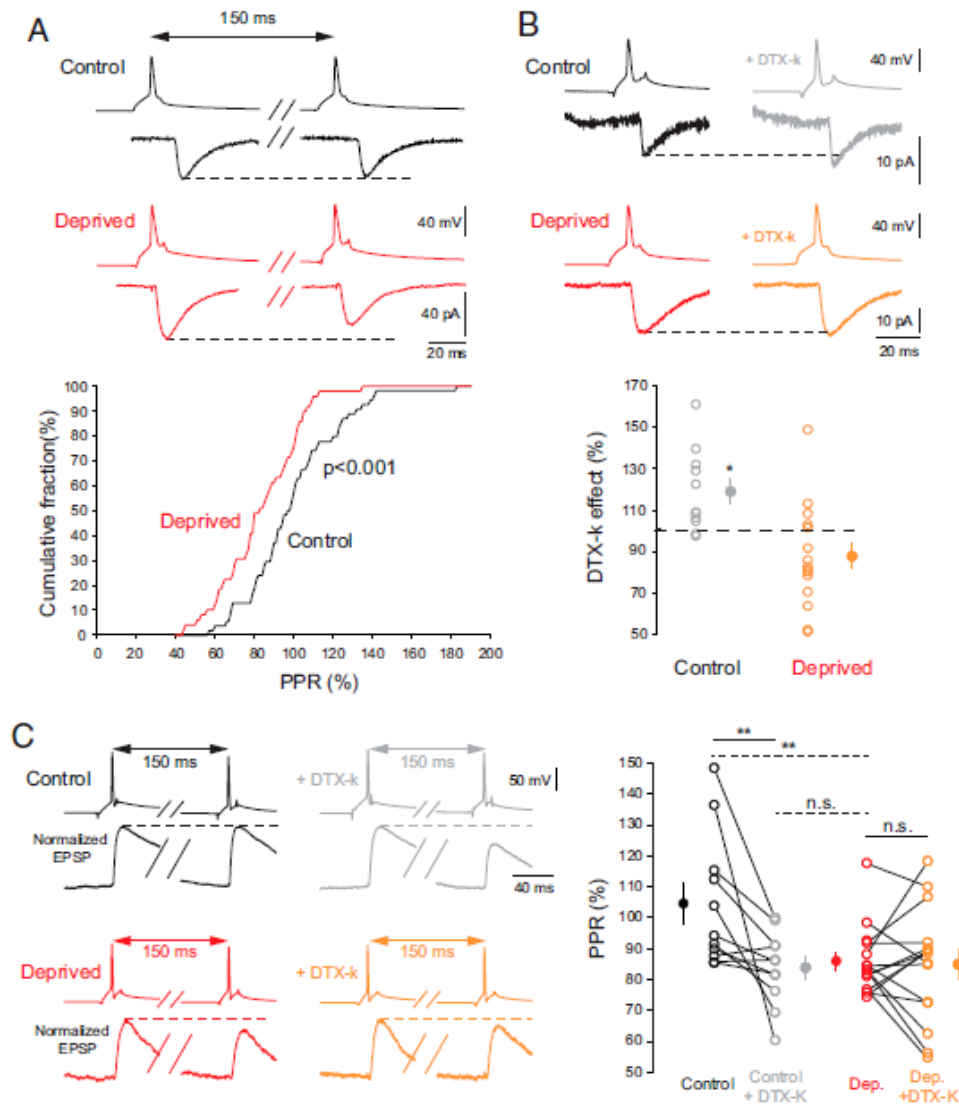 A
150 ms
Control
Deprived
40 mV
40 pA
20 ms
Cumulative fraction(%)
100
90
80
70
60
50
40
30
20
10
0
p<0.001
Deprived
Control
0 20 40 60 80 100 120 140 160 180 200
PPR (%)
B
Control
+ DTX-k
40 mV
10 pA
Deprived
+ DTX-k
40 mV
10 pA
20 ms
DTX-k effect (%)
170
150
130
110
90
70
50
*
Control
Deprived
C
Control
150 ms
+ DTX-k
150 ms
50 mV
Normalized
EPSP
40 ms
Deprived
150 ms
+ DTX-k
150 ms
Normalized
EPSP
PPR (%)
150
140
130
120
110
100
90
80
70
60
50
**
**
n.s.
n.s.
Control
Control
+ DTX-K
Dep.
Dep.
+DTX-K